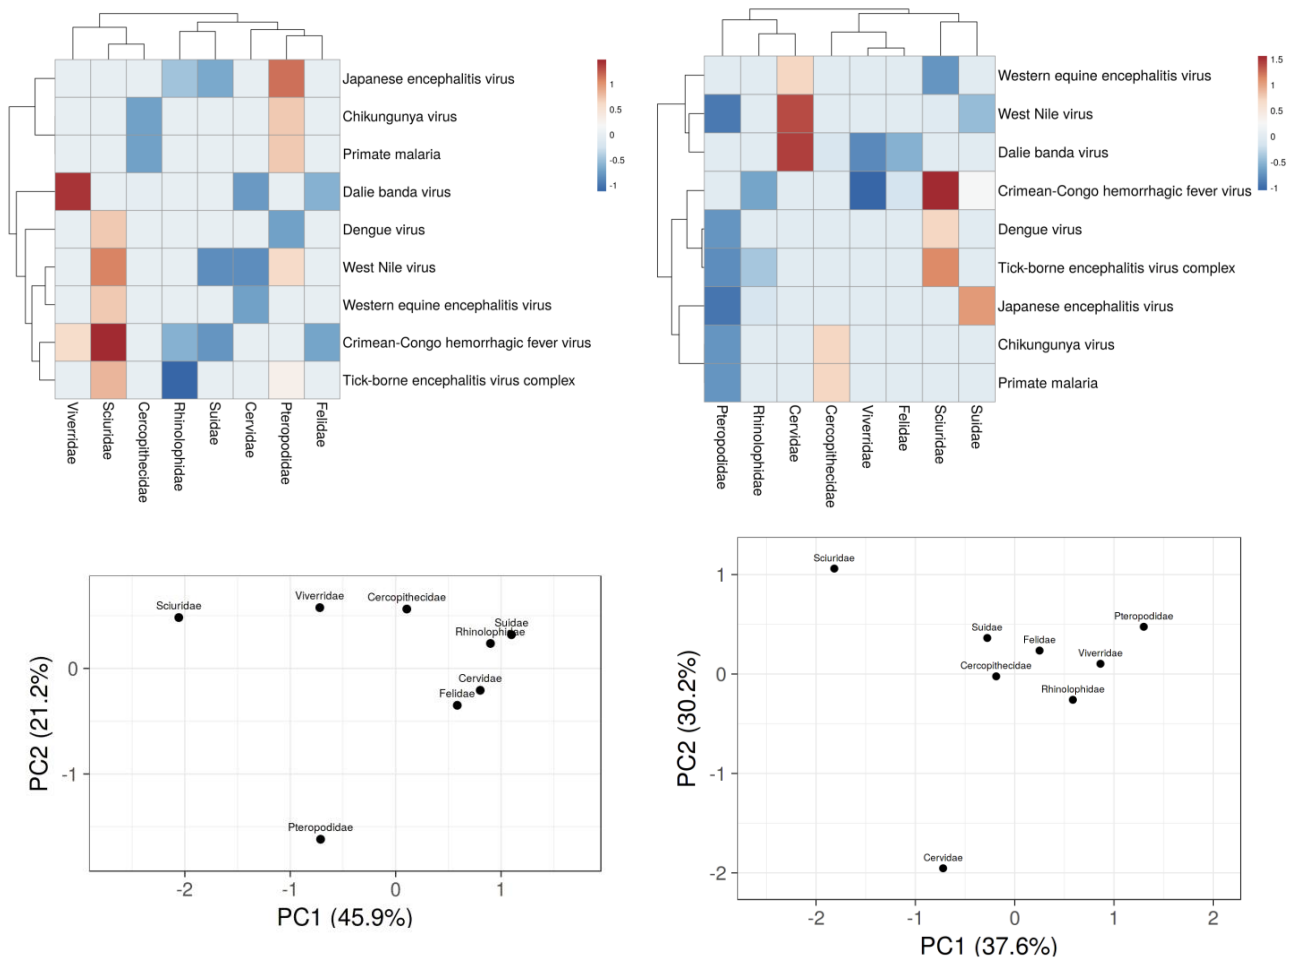 1
0.5
0
-0.5
-1
Japanese encephalitis virus
Chikungunya virus
Primate malaria
Dalie banda virus
Dengue virus
West Nile virus
Western equine encephalitis virus
Crimean-Congo hemorrhagic fever virus
Tick-borne encephalitis virus complex
Viverridae
Sciuridae
Cercopithecidae
Rhinolophidae
Suidae
Cervidae
Pteropodidae
Felidae
1.5
1
0.5
0
-0.5
-1
Western equine encephalitis virus
West Nile virus
Dalie banda virus
Crimean-Congo hemorrhagic fever virus
Dengue virus
Tick-borne encephalitis virus complex
Japanese encephalitis virus
Chikungunya virus
Primate malaria
Pteropodidae
Rhinolophidae
Cervidae
Cercopithecidae
Viverridae
Felidae
Sciuridae
Suidae
Sciuridae
Viverridae
Cercopithecidae
Suidae
Rhinolophidae
Cervidae
Felidae
Pteropodidae
0
-1
PC2 (21.2%)
-2 -1 0 1
PC1 (45.9%)
Sciuridae
Pteropodidae
Suidae
Felidae
Viverridae
Cercopithecidae
Rhinolophidae
Cervidae
1
0
-1
-2
PC2 (30.2%)
-2 -1 0 1 2
PC1 (37.6%)